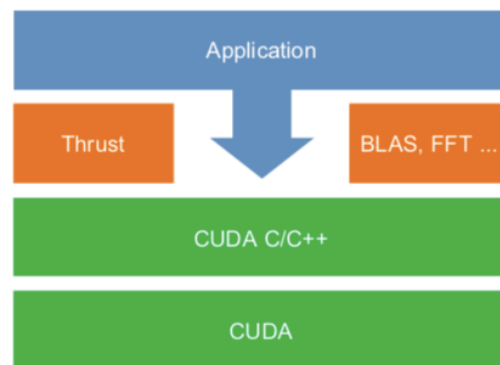 Application
Thrust
BLAS, FFT ...
CUDA C/C++
CUDA